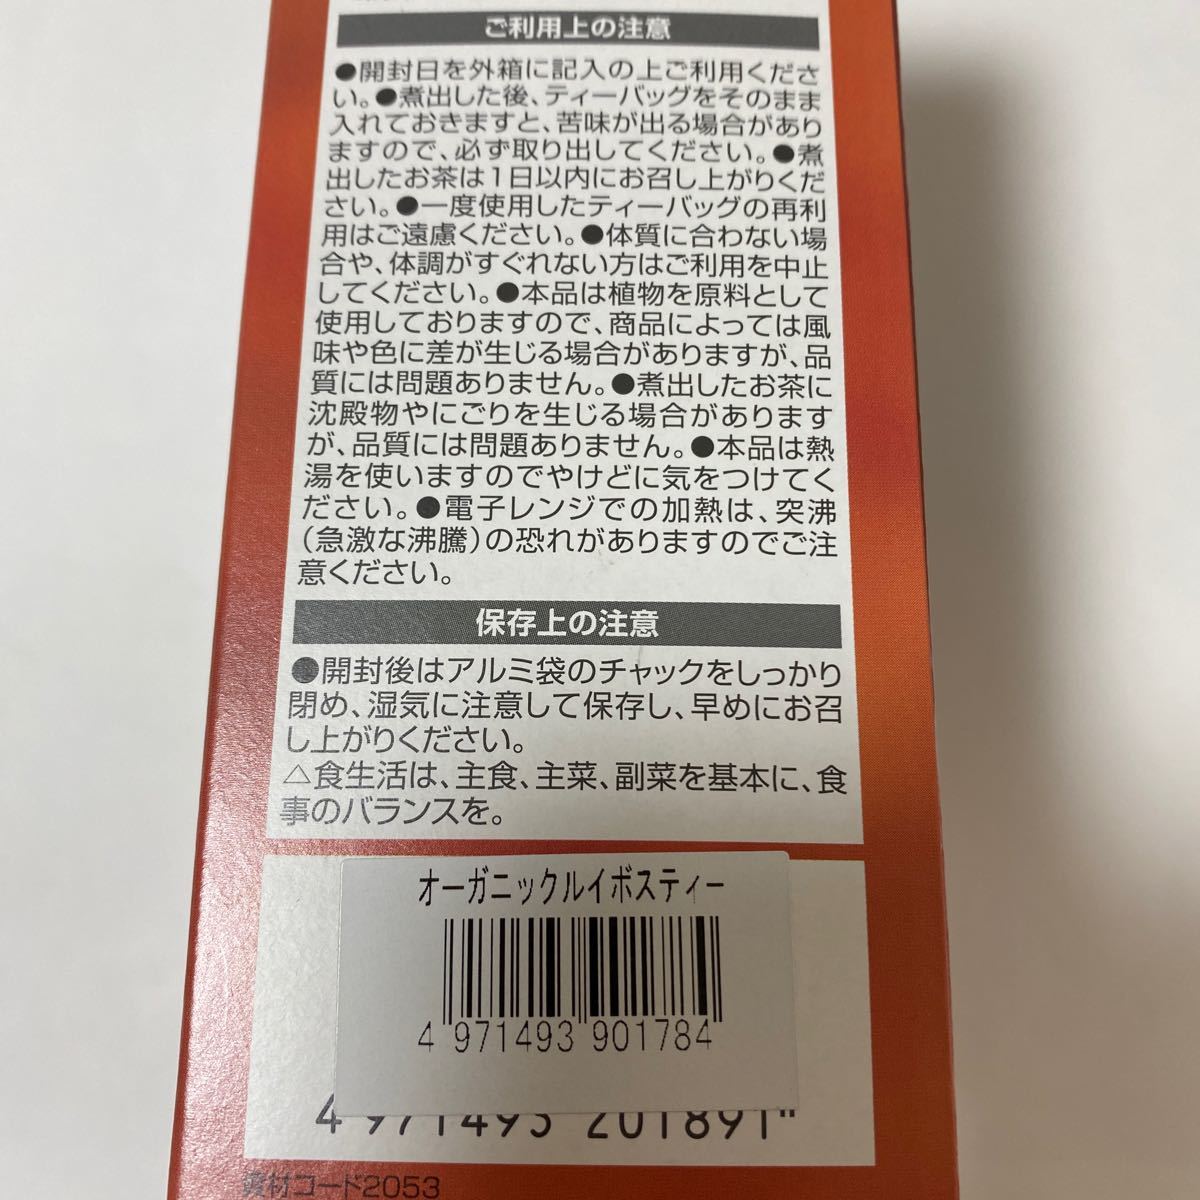 ご利用上の注意
●開封日を外箱に記入の上ご利用くださ
い。●煮出した後、ティーバッグをそのまま
入れておきますと、苦味が出る場合があり
ますので、必ず取り出してください。●煮
出したお茶は1日以内にお召し上がりくだ
さい。●一度使用したティーバッグの再利
用はご遠慮ください。●体質に合わない場
合や、体調がすぐれない方はご利用を中止
してください。●本品は植物を原料として
使用しておりますので、商品によっては風
味や色に差が生じる場合がありますが、品
質には問題ありません。●煮出したお茶に
沈殿物やにごりを生じる場合があります
が、品質には問題ありません。●本品は熱
湯を使いますのでやけどに気をつけてく
ださい。●電子レンジでの加熱は、突沸
(急激な沸騰)の恐れがありますのでご注
意ください。
保存上の注意
●開封後はアルミ袋のチャックをしっかり
閉め、湿気に注意して保存し、早めにお召
し上がりください。
△食生活は、主食、主菜、副菜を基本に、食
事のバランスを。
オーガニックルイボスティー
4 971493 901784
4 971493 201891
資材コード2053